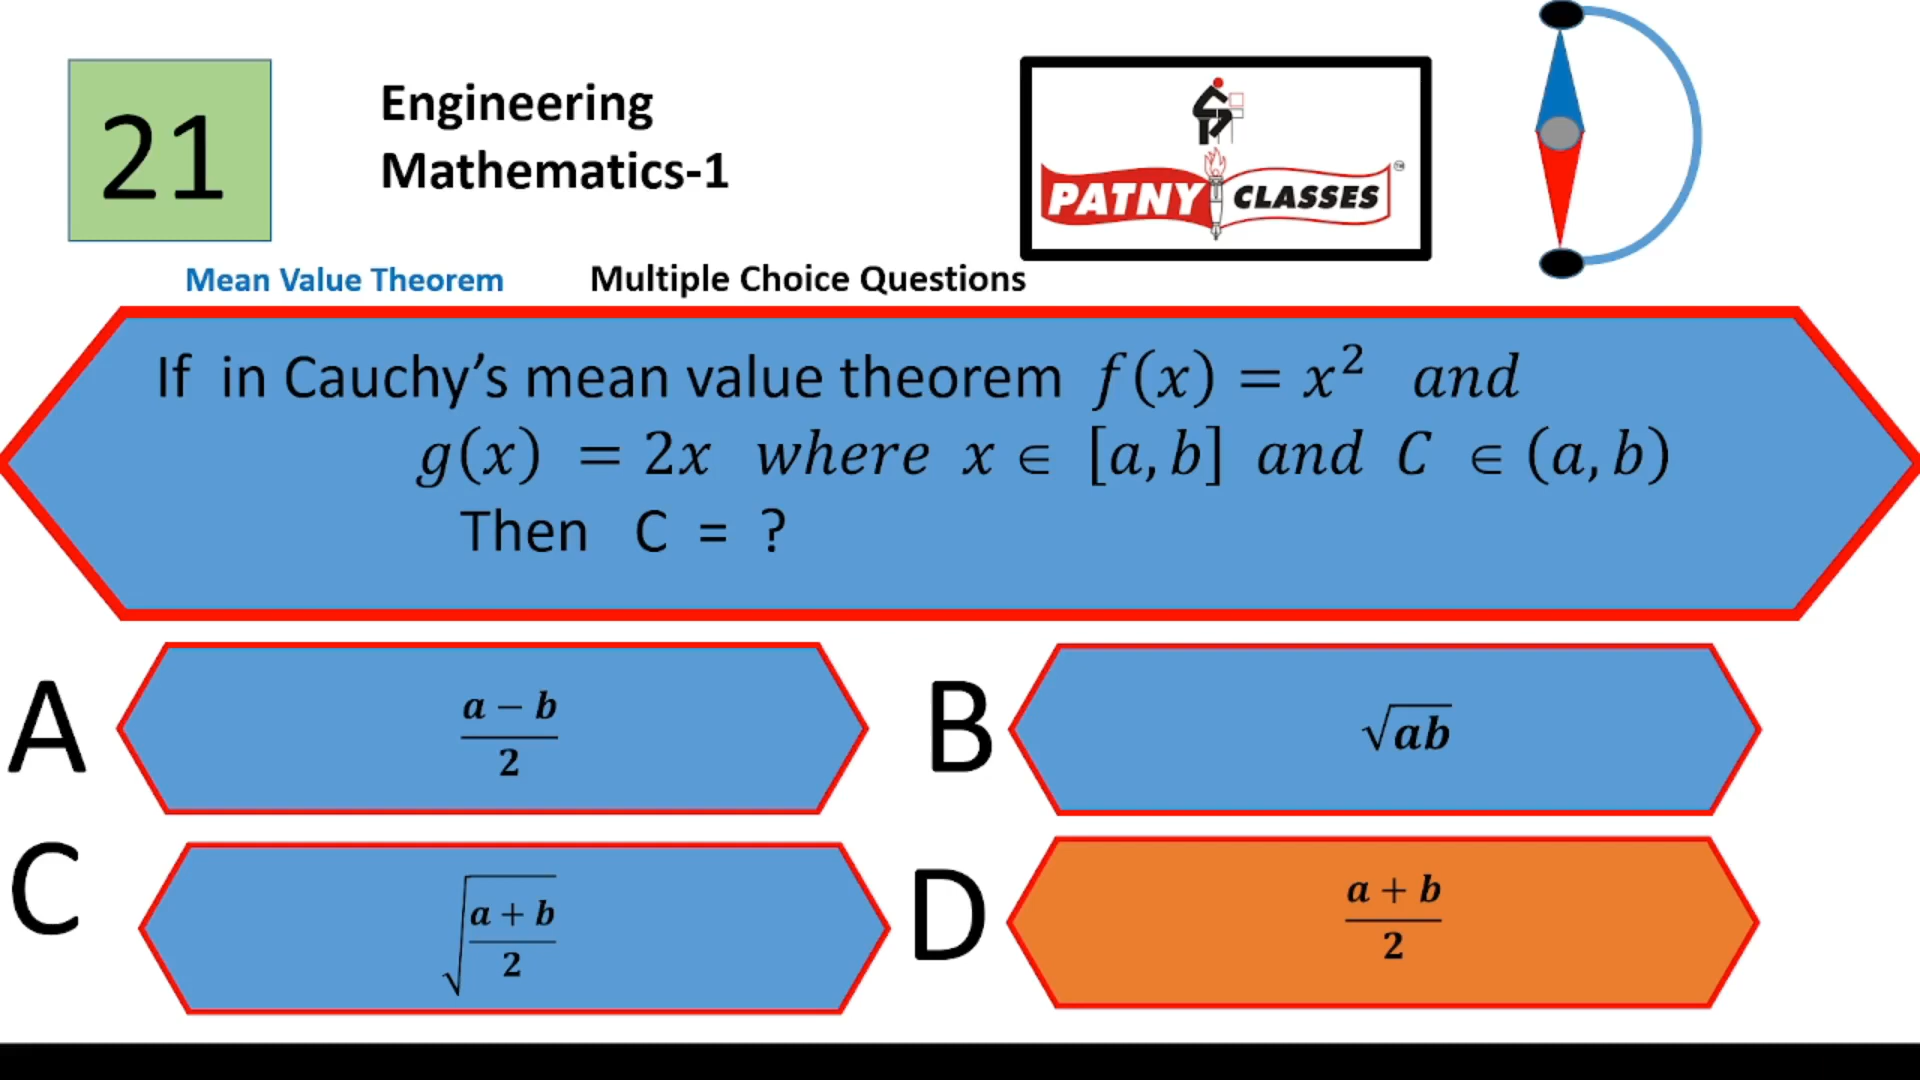 21
Engineering
Mathematics-1
PATNY CLASSES ™
Mean Value Theorem
Multiple Choice Questions
If in Cauchy’s mean value theorem f(x) = x² and
g(x) = 2x where x ∈ [a, b] and C ∈ (a, b)
Then C = ?
A
a − b
2
B
√ab
C
√((a + b)/2)
D
a + b
2